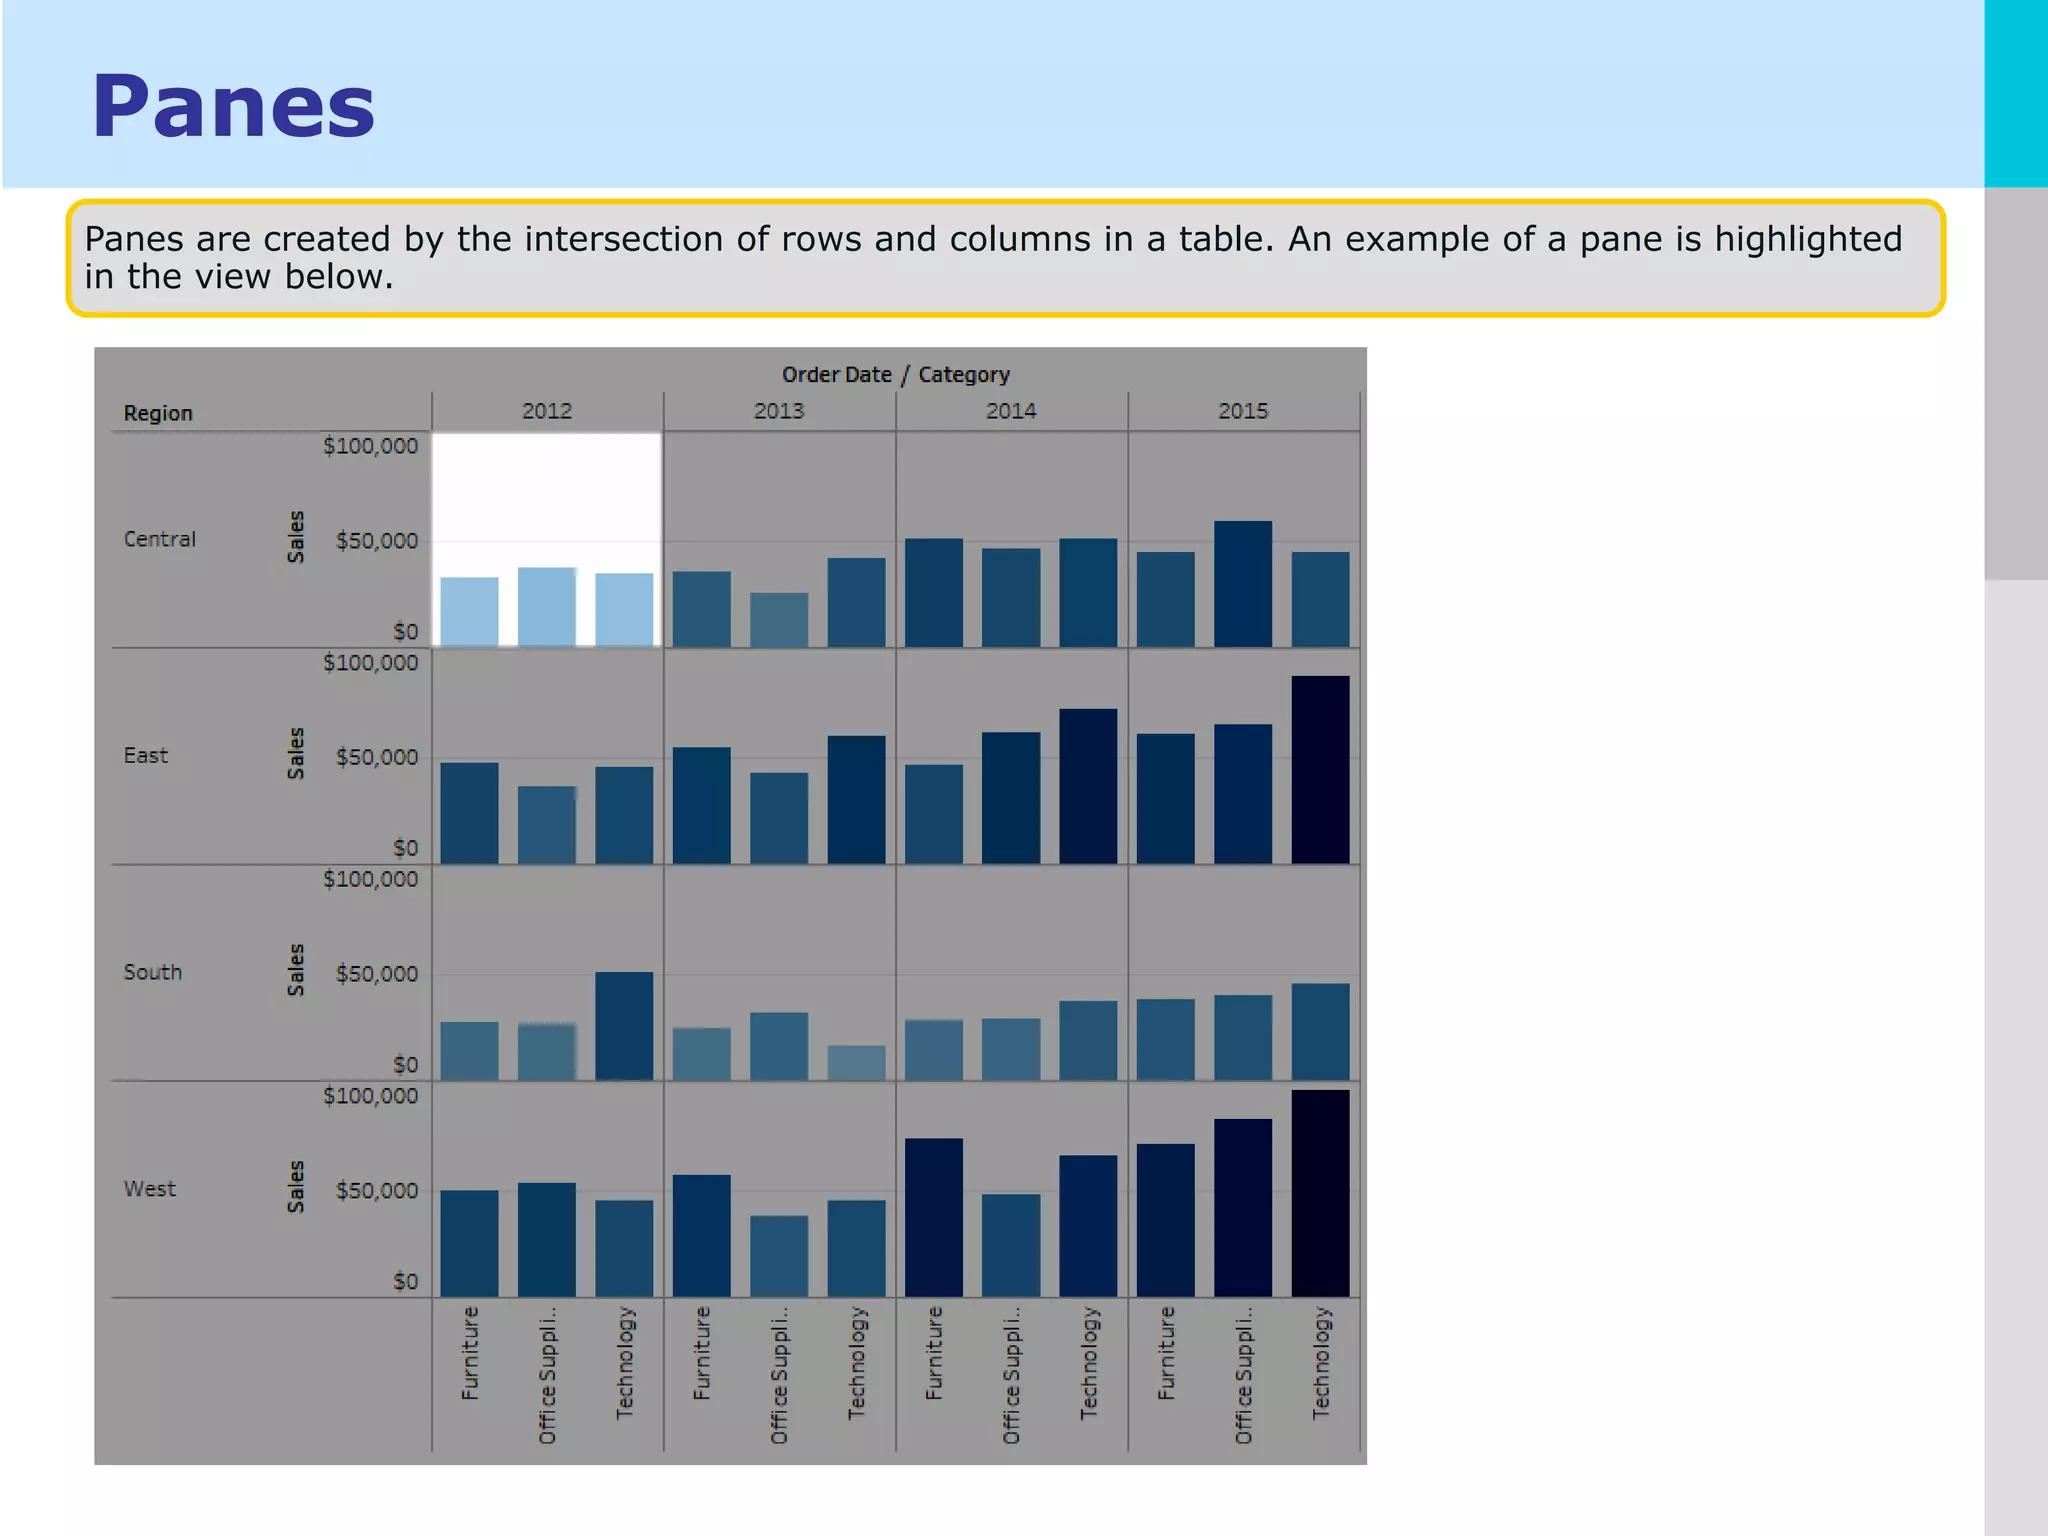 Panes
Panes are created by the intersection of rows and columns in a table. An example of a pane is highlighted
in the view below.
Order Date / Category
Region 2012 2013 2014 2015
$100,000
Central Sales $50,000
$0
$100,000
East Sales $50,000
$0
$100,000
South Sales $50,000
$0
$100,000
West Sales $50,000
$0
Furniture
Office Suppli..
Technology
Furniture
Office Suppli..
Technology
Furniture
Office Suppli..
Technology
Furniture
Office Suppli..
Technology